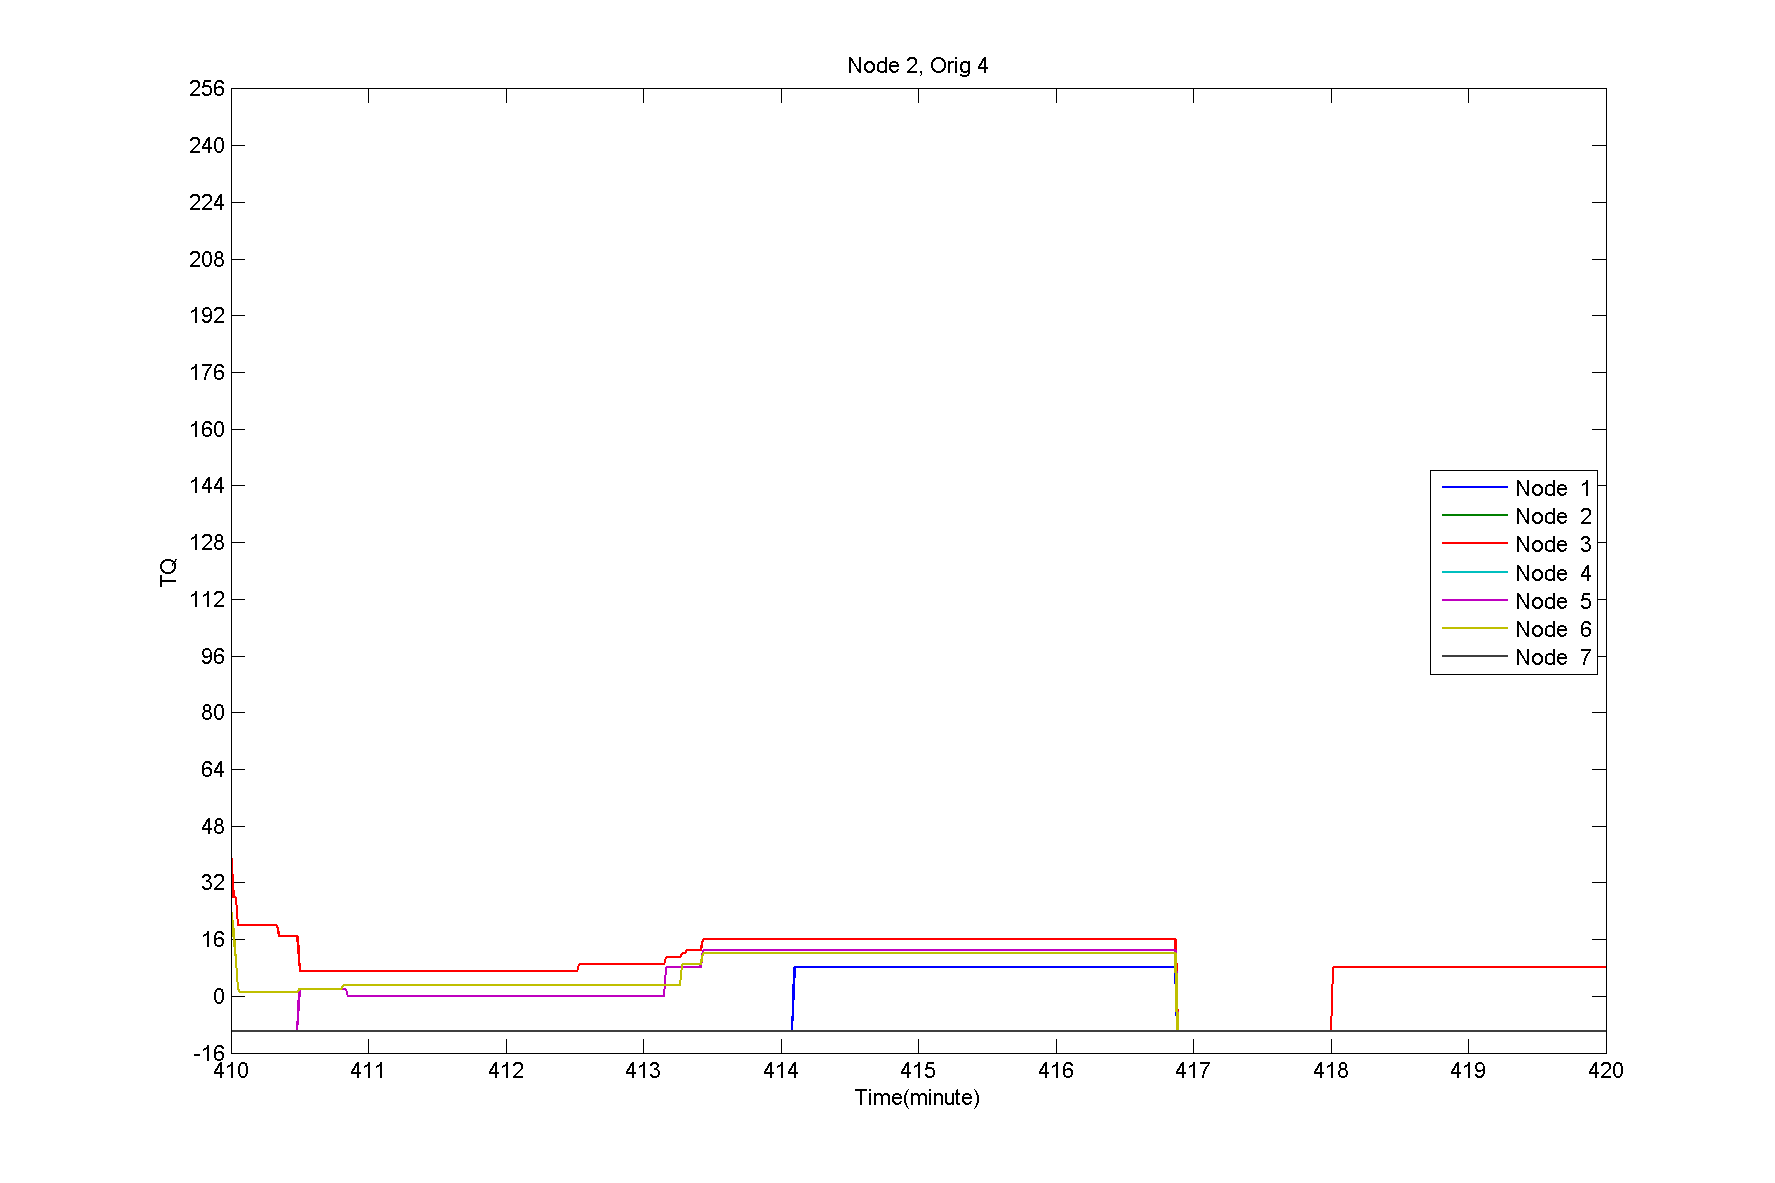 Node 2, Orig 4
256
240
224
208
192
176
160
144
128
112
96
80
64
48
32
16
0
-16
TQ
Node 1
Node 2
Node 3
Node 4
Node 5
Node 6
Node 7
410 411 412 413 414 415 416 417 418 419 420
Time(minute)